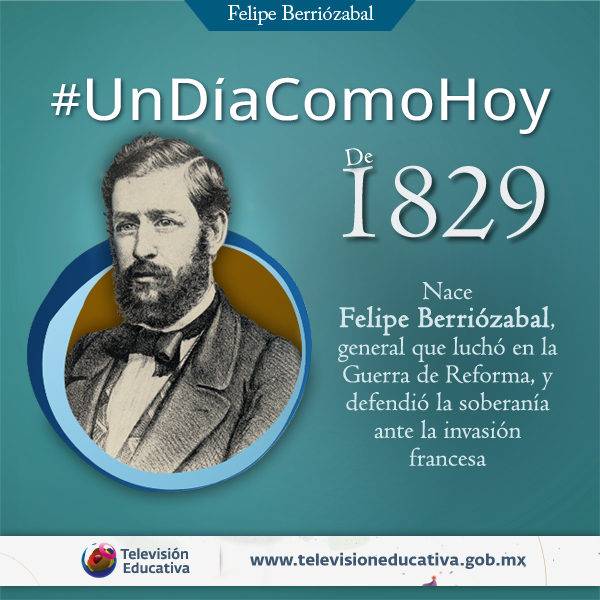 Felipe Berriózabal
#UnDíaComoHoy
De
1829
Nace
Felipe Berriózabal,
general que luchó en la
Guerra de Reforma, y
defendió la soberanía
ante la invasión
francesa
Televisión
Educativa
www.televisioneducativa.gob.mx